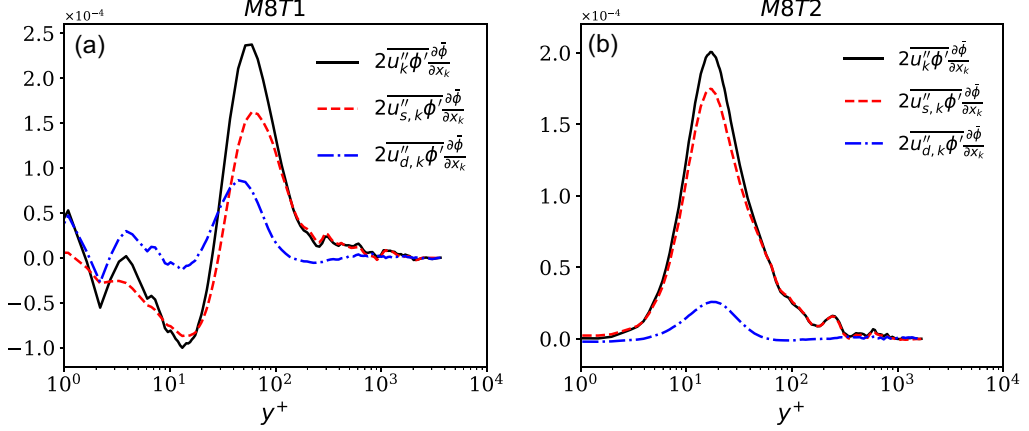 M8T1
×10⁻⁴
(a)
2.5
2.0
1.5
1.0
0.5
0.0
−0.5
−1.0
$2\overline{u_k''\phi'}\frac{\partial\bar{\phi}}{\partial x_k}$
$2\overline{u_{s,k}''\phi'}\frac{\partial\bar{\phi}}{\partial x_k}$
$2\overline{u_{d,k}''\phi'}\frac{\partial\bar{\phi}}{\partial x_k}$
10⁰ 10¹ 10² 10³ 10⁴
y⁺
M8T2
×10⁻⁴
(b)
2.0
1.5
1.0
0.5
0.0
$2\overline{u_k''\phi'}\frac{\partial\bar{\phi}}{\partial x_k}$
$2\overline{u_{s,k}''\phi'}\frac{\partial\bar{\phi}}{\partial x_k}$
$2\overline{u_{d,k}''\phi'}\frac{\partial\bar{\phi}}{\partial x_k}$
10⁰ 10¹ 10² 10³ 10⁴
y⁺